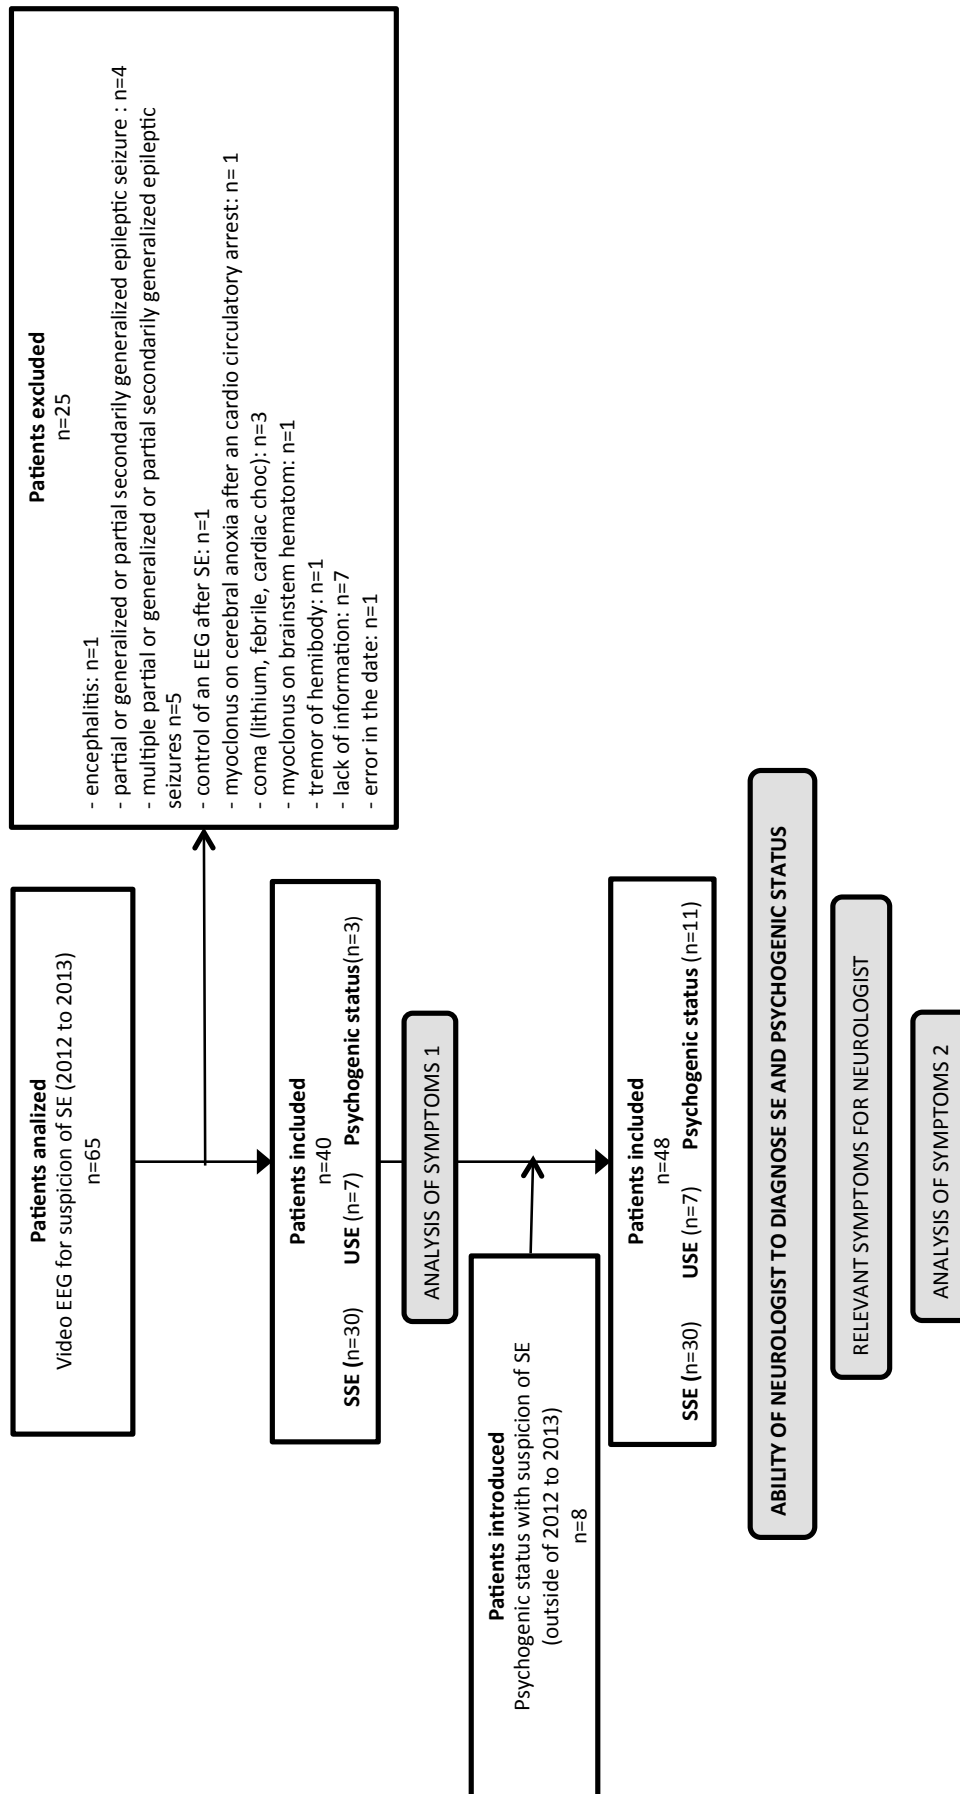 Patients analized
Video EEG for suspicion of SE (2012 to 2013)
n=65
Patients excluded
n=25
- encephalitis: n=1
- partial or generalized or partial secondarily generalized epileptic seizure : n=4
- multiple partial or generalized or partial secondarily generalized epileptic
seizures n=5
- control of an EEG after SE: n=1
- myoclonus on cerebral anoxia after an cardio circulatory arrest: n= 1
- coma (lithium, febrile, cardiac choc): n=3
- myoclonus on brainstem hematom: n=1
- tremor of hemibody: n=1
- lack of information: n=7
- error in the date: n=1
Patients included
n=40
SSE (n=30) USE (n=7) Psychogenic status(n=3)
ANALYSIS OF SYMPTOMS 1
Patients introduced
Psychogenic status with suspicion of SE
(outside of 2012 to 2013)
n=8
Patients included
n=48
SSE (n=30) USE (n=7) Psychogenic status (n=11)
ABILITY OF NEUROLOGIST TO DIAGNOSE SE AND PSYCHOGENIC STATUS
RELEVANT SYMPTOMS FOR NEUROLOGIST
ANALYSIS OF SYMPTOMS 2